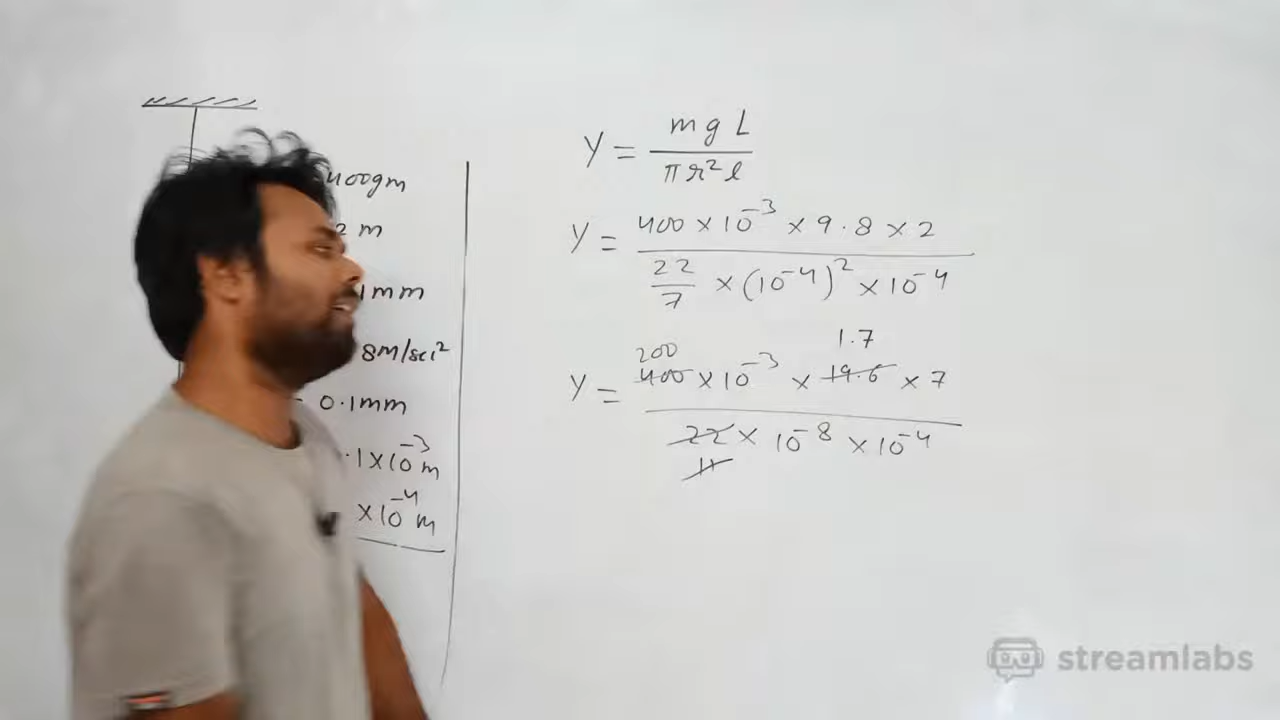 400gm
2 m
1mm
8m/sec²
0.1mm
.1×10⁻³m
×10⁻⁴m
Y = mgL / πr²l
Y = 400 × 10⁻³ × 9.8 × 2 / 22/7 × (10⁻⁴)² × 10⁻⁴
200 1.7
Y = 400 × 10⁻³ × 19.6 × 7 / 22 × 10⁻⁸ × 10⁻⁴
11
streamlabs